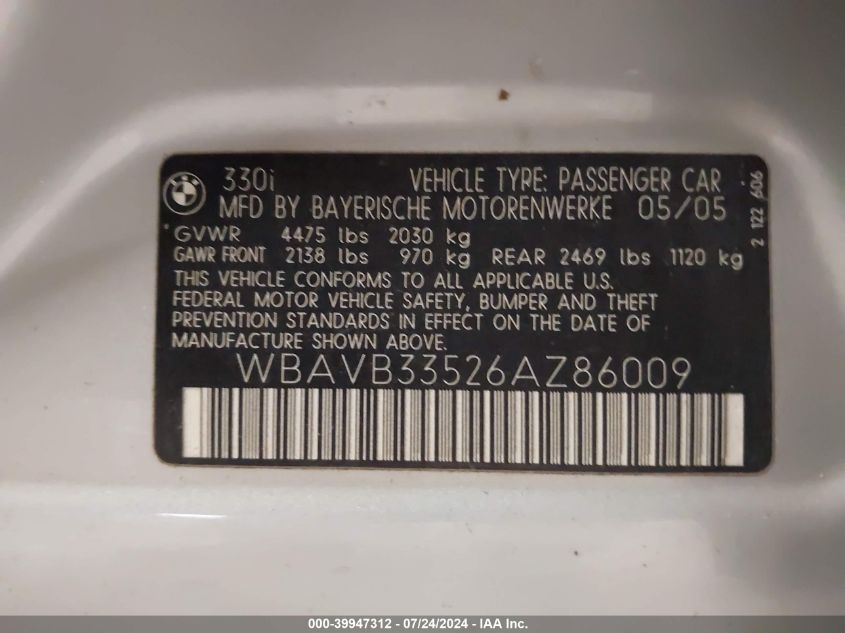 BMW 330i VEHICLE TYPE: PASSENGER CAR
MFD BY BAYERISCHE MOTORENWERKE 05/05
GVWR 4475 lbs 2030 kg
GAWR FRONT 2138 lbs 970 kg REAR 2469 lbs 1120 kg
THIS VEHICLE CONFORMS TO ALL APPLICABLE U.S.
FEDERAL MOTOR VEHICLE SAFETY, BUMPER AND THEFT
PREVENTION STANDARDS IN EFFECT ON THE DATE OF
MANUFACTURE SHOWN ABOVE.
WBAVB33526AZ86009
2 122 606
000-39947312 / 07/24/2024 - IAA Inc.